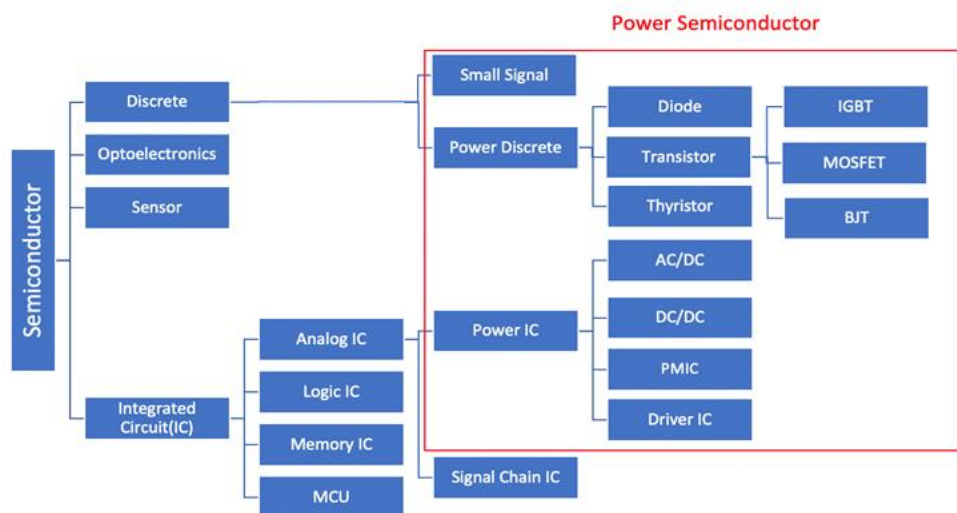 Power Semiconductor
Small Signal
Discrete
Diode
IGBT
Optoelectronics
Power Discrete
Transistor
MOSFET
Sensor
Thyristor
BJT
Semiconductor
AC/DC
Analog IC
Power IC
DC/DC
Logic IC
PMIC
Integrated
Circuit(IC)
Driver IC
Memory IC
Signal Chain IC
MCU